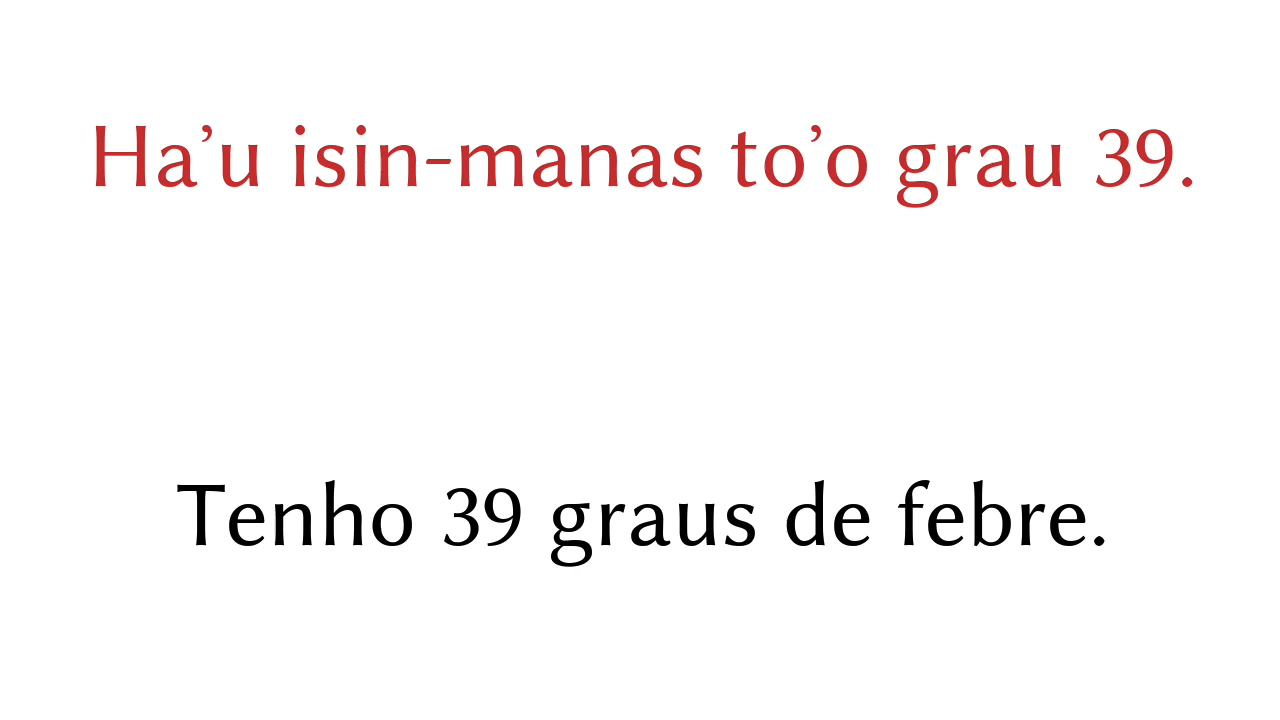 Ha’u isin-manas to’o grau 39.
Tenho 39 graus de febre.